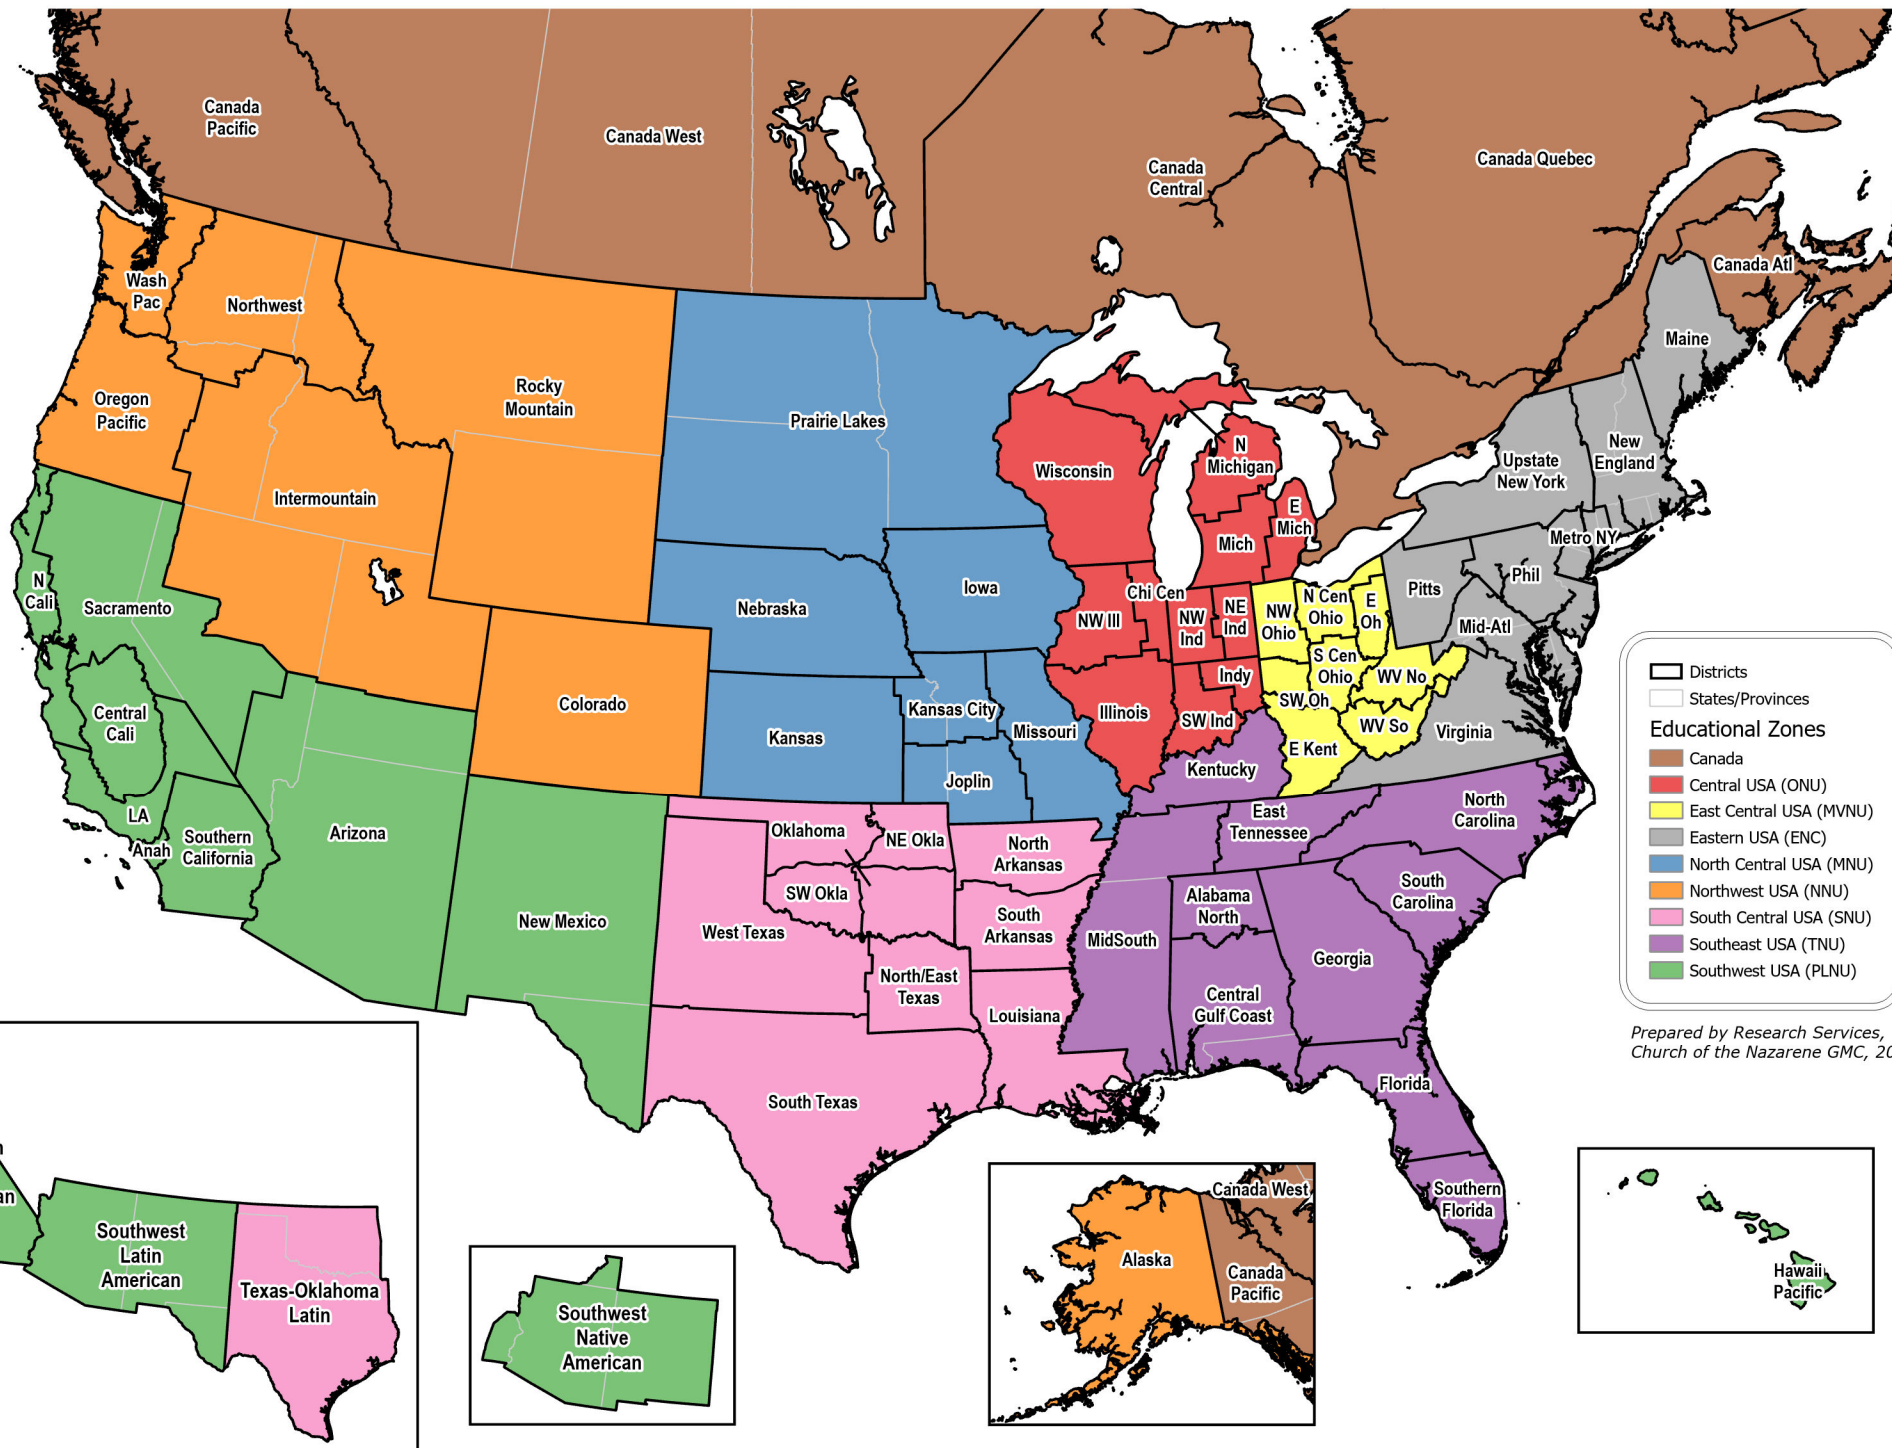 Canada
Pacific
Canada West
Canada
Central
Canada Quebec
Canada Atl
Wash
Pac
Northwest
Maine
Rocky
Mountain
Oregon
Pacific
Prairie Lakes
N
Michigan
Wisconsin
New
England
Upstate
New York
Intermountain
E
Mich
Mich
Metro NY
Phil
Pitts
N
Cali
Sacramento
Nebraska
Iowa
Chi Cen
NW Ill
NW
Ind
NE
Ind
NW
Ohio
N Cen
Ohio
E
Oh
Mid-Atl
S Cen
Ohio
WV No
Indy
Districts
States/Provinces
Educational Zones
Canada
Central USA (ONU)
East Central USA (MVNU)
Eastern USA (ENC)
North Central USA (MNU)
Northwest USA (NNU)
South Central USA (SNU)
Southeast USA (TNU)
Southwest USA (PLNU)
Prepared by Research Services,
Church of the Nazarene GMC, 20
Colorado
Central
Cali
Kansas City
Kansas
Missouri
Illinois
SW Ind
SW Oh
WV So
Virginia
E Kent
Kentucky
Joplin
LA
Anah
Southern
California
Arizona
Oklahoma
NE Okla
North
Arkansas
East
Tennessee
North
Carolina
SW Okla
South
Arkansas
Alabama
North
South
Carolina
New Mexico
West Texas
MidSouth
Georgia
North/East
Texas
Louisiana
Central
Gulf Coast
South Texas
Florida
Southern
Florida
an
Southwest
Latin
American
Texas-Oklahoma
Latin
Southwest
Native
American
Canada West
Alaska
Canada
Pacific
Hawaii
Pacific